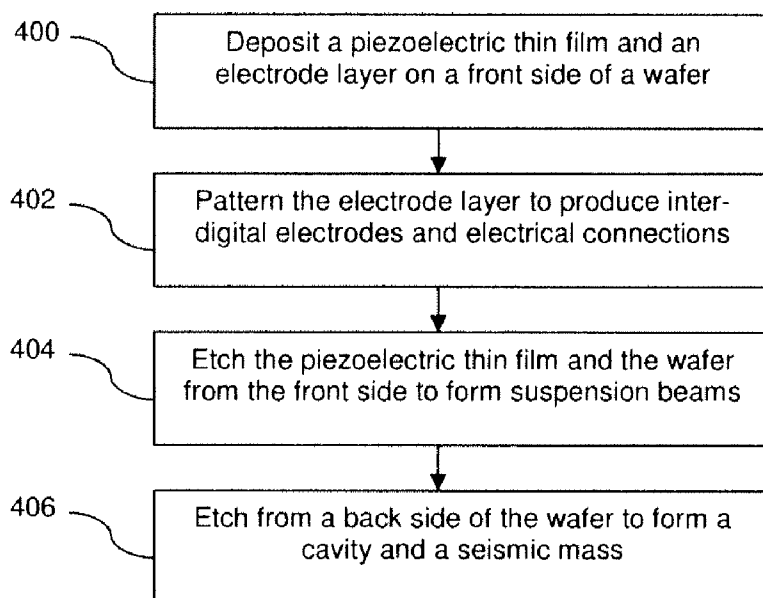 400
Deposit a piezoelectric thin film and an
electrode layer on a front side of a wafer
402
Pattern the electrode layer to produce inter-
digital electrodes and electrical connections
404
Etch the piezoelectric thin film and the wafer
from the front side to form suspension beams
406
Etch from a back side of the wafer to form a
cavity and a seismic mass